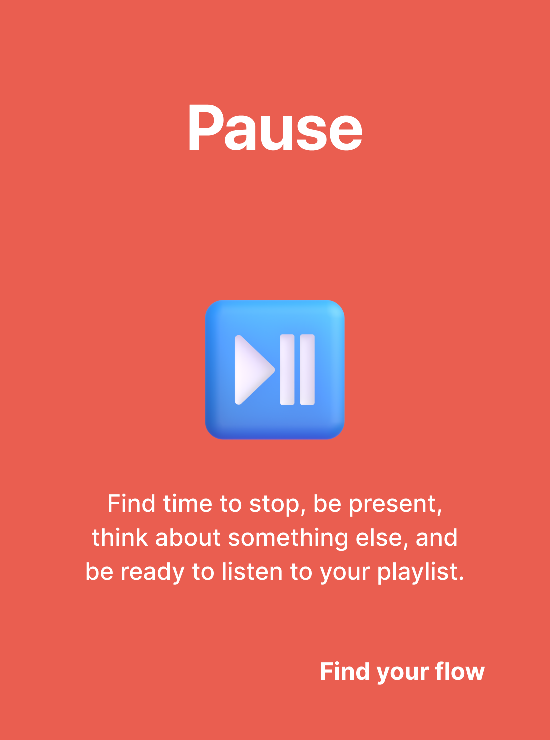 Pause
Find time to stop, be present,
think about something else, and
be ready to listen to your playlist.
Find your flow